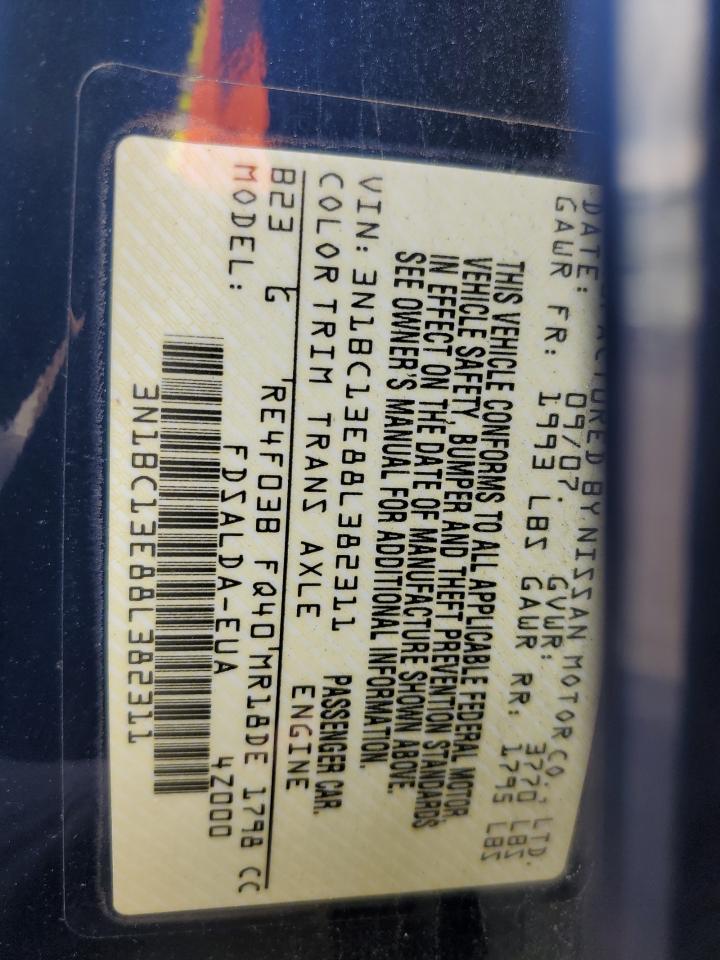 MANUFACTURED BY NISSAN MOTOR CO., LTD.
DATE: 09/07. GVWR: 3770 LBS
GAWR FR: 1993 LBS GAWR RR: 1795 LBS
THIS VEHICLE CONFORMS TO ALL APPLICABLE FEDERAL MOTOR
VEHICLE SAFETY, BUMPER AND THEFT PREVENTION STANDARDS
IN EFFECT ON THE DATE OF MANUFACTURE SHOWN ABOVE.
SEE OWNER'S MANUAL FOR ADDITIONAL INFORMATION.
VIN: 3N1BC13E88L382311 PASSENGER CAR.
COLOR TRIM TRANS AXLE ENGINE
B23 G RE4F03B FQ40 MR18DE 1798 CC
MODEL: FDSALDA-EUA 4Z000
3N1BC13E88L382311